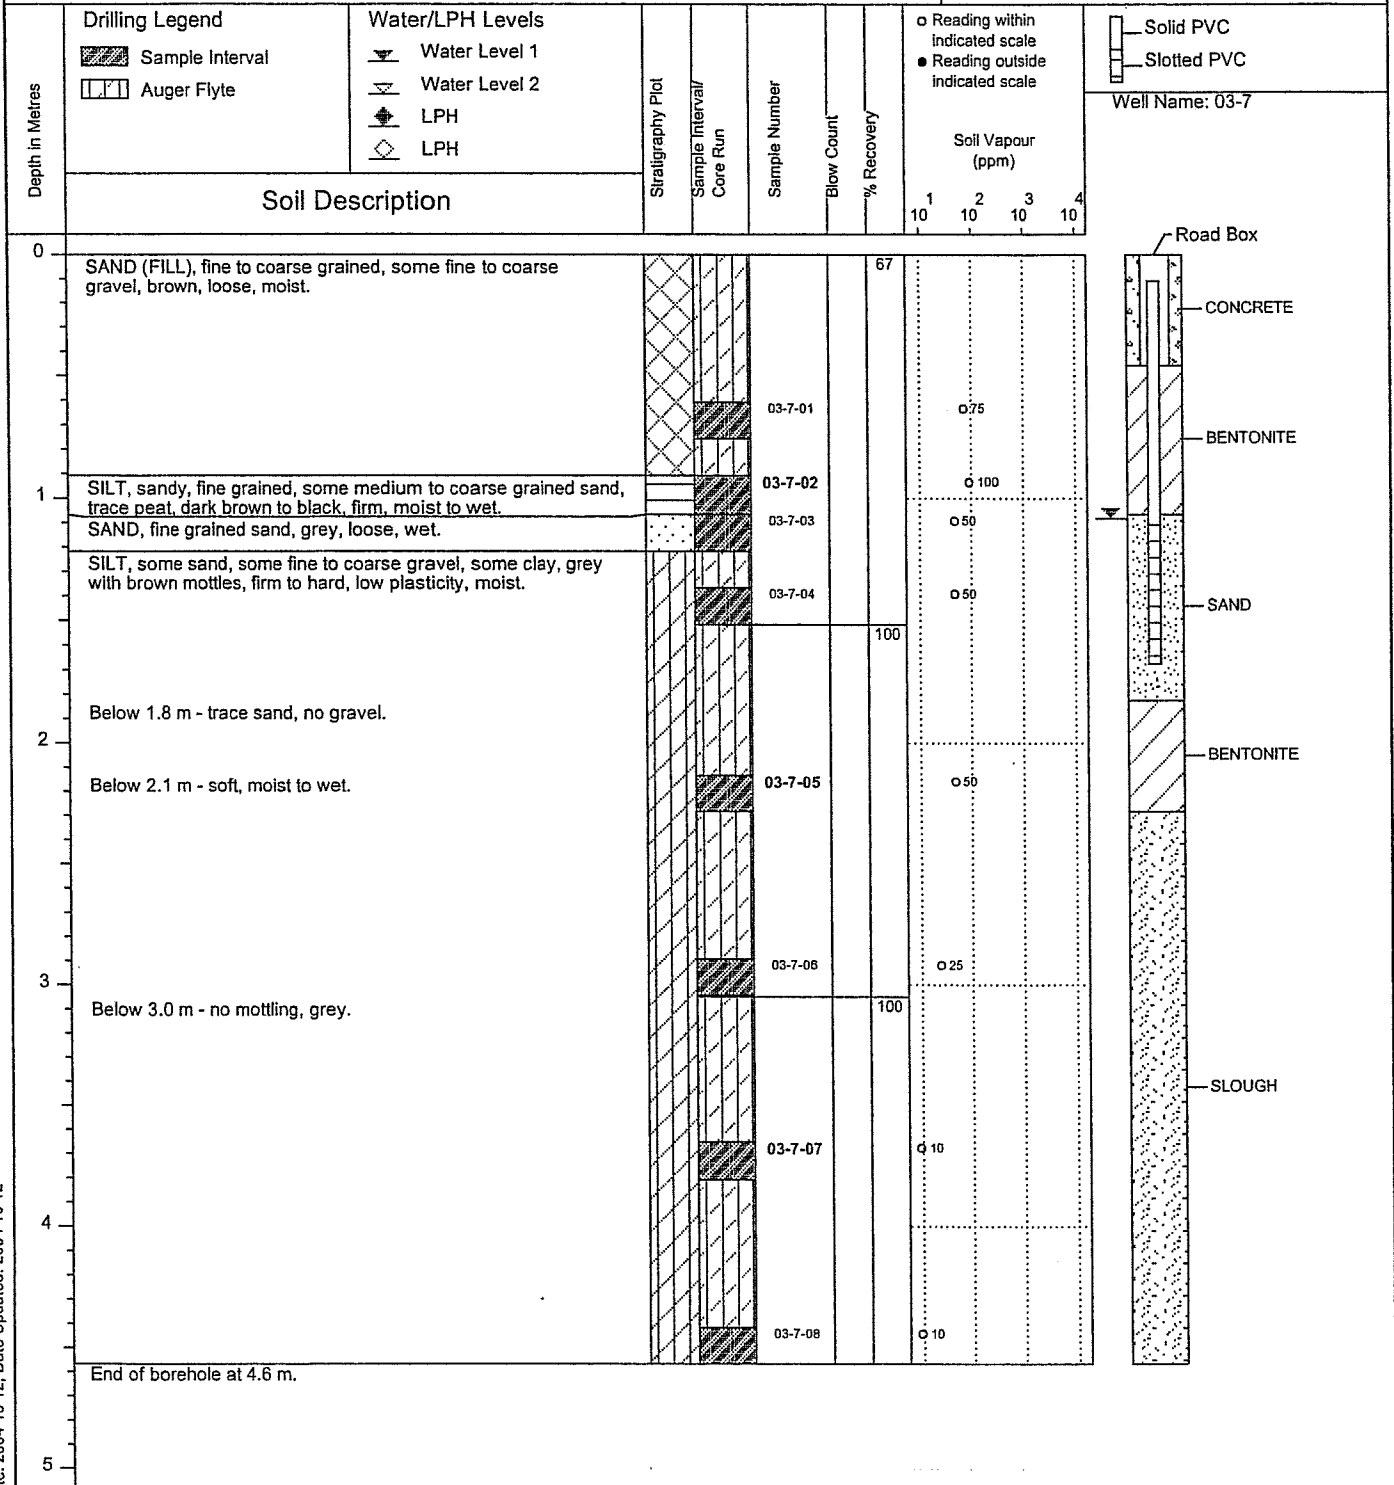 Drilling Legend
Sample Interval
Auger Flyte
Water/LPH Levels
Water Level 1
Water Level 2
LPH
LPH
Depth in Metres
Soil Description
Stratigraphy Plot
Sample Interval/
Core Run
Sample Number
Blow Count
% Recovery
Reading within
indicated scale
Reading outside
indicated scale
Soil Vapour
(ppm)
10 1 10 2 10 3 10 4
Solid PVC
Slotted PVC
Well Name: 03-7
Road Box
0
SAND (FILL), fine to coarse grained, some fine to coarse
gravel, brown, loose, moist.
67
CONCRETE
03-7-01
75
BENTONITE
SILT, sandy, fine grained, some medium to coarse grained sand,
trace peat, dark brown to black, firm, moist to wet.
03-7-02
100
1
SAND, fine grained sand, grey, loose, wet.
03-7-03
50
SILT, some sand, some fine to coarse gravel, some clay, grey
with brown mottles, firm to hard, low plasticity, moist.
03-7-04
50
SAND
100
Below 1.8 m - trace sand, no gravel.
2
BENTONITE
Below 2.1 m - soft, moist to wet.
03-7-05
50
03-7-06
25
3
Below 3.0 m - no mottling, grey.
100
SLOUGH
03-7-07
10
4
03-7-08
10
End of borehole at 4.6 m.
5